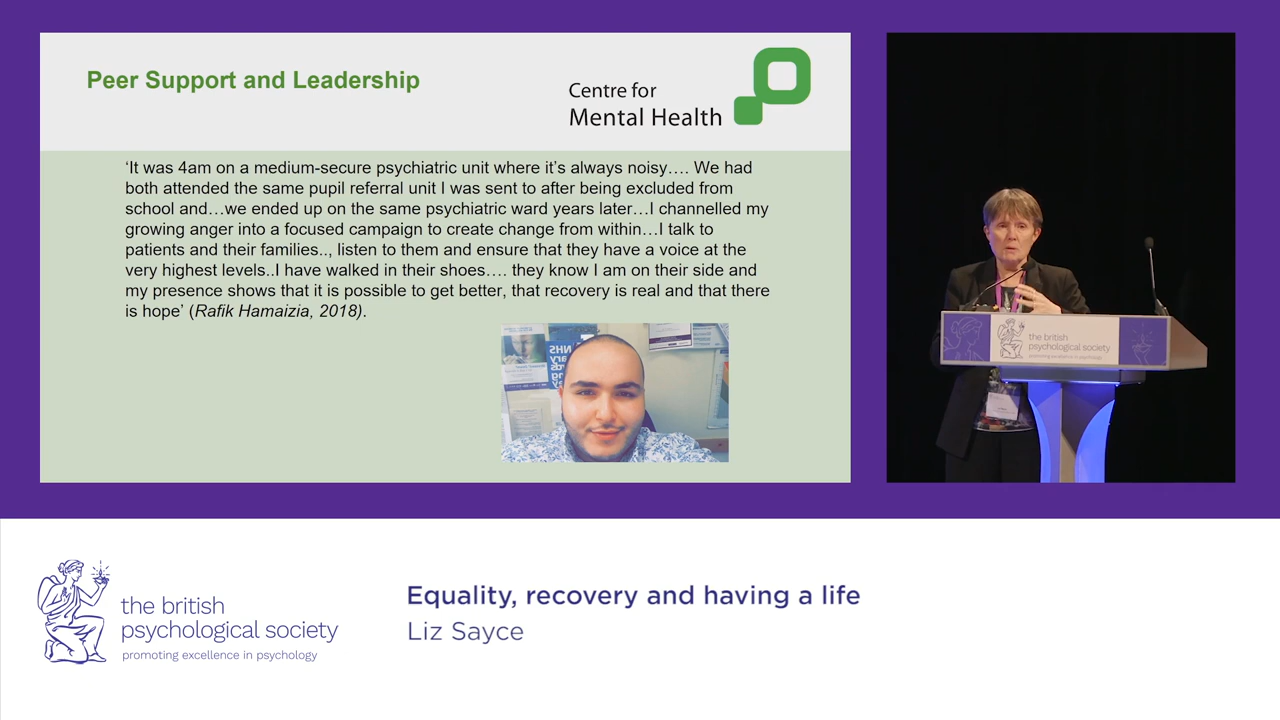 Peer Support and Leadership
Centre for
Mental Health
‘It was 4am on a medium-secure psychiatric unit where it’s always noisy…. We had
both attended the same pupil referral unit I was sent to after being excluded from
school and…we ended up on the same psychiatric ward years later…I channelled my
growing anger into a focused campaign to create change from within…I talk to
patients and their families.., listen to them and ensure that they have a voice at the
very highest levels..I have walked in their shoes…. they know I am on their side and
my presence shows that it is possible to get better, that recovery is real and that there
is hope’ (Rafik Hamaizia, 2018).
NHS
the british
psychological society
promoting excellence in psychology
the british
psychological society
promoting excellence in psychology
Equality, recovery and having a life
Liz Sayce